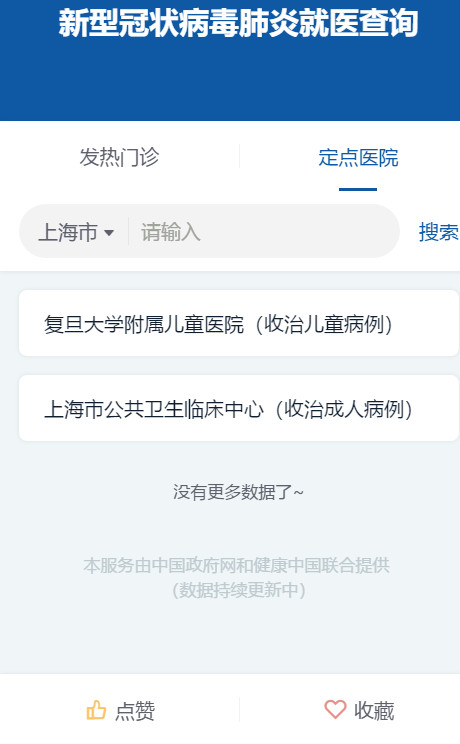 新型冠状病毒肺炎就医查询
发热门诊 定点医院
上海市 请输入 搜索
复旦大学附属儿童医院（收治儿童病例）
上海市公共卫生临床中心（收治成人病例）
没有更多数据了~
本服务由中国政府网和健康中国联合提供
（数据持续更新中）
点赞 收藏